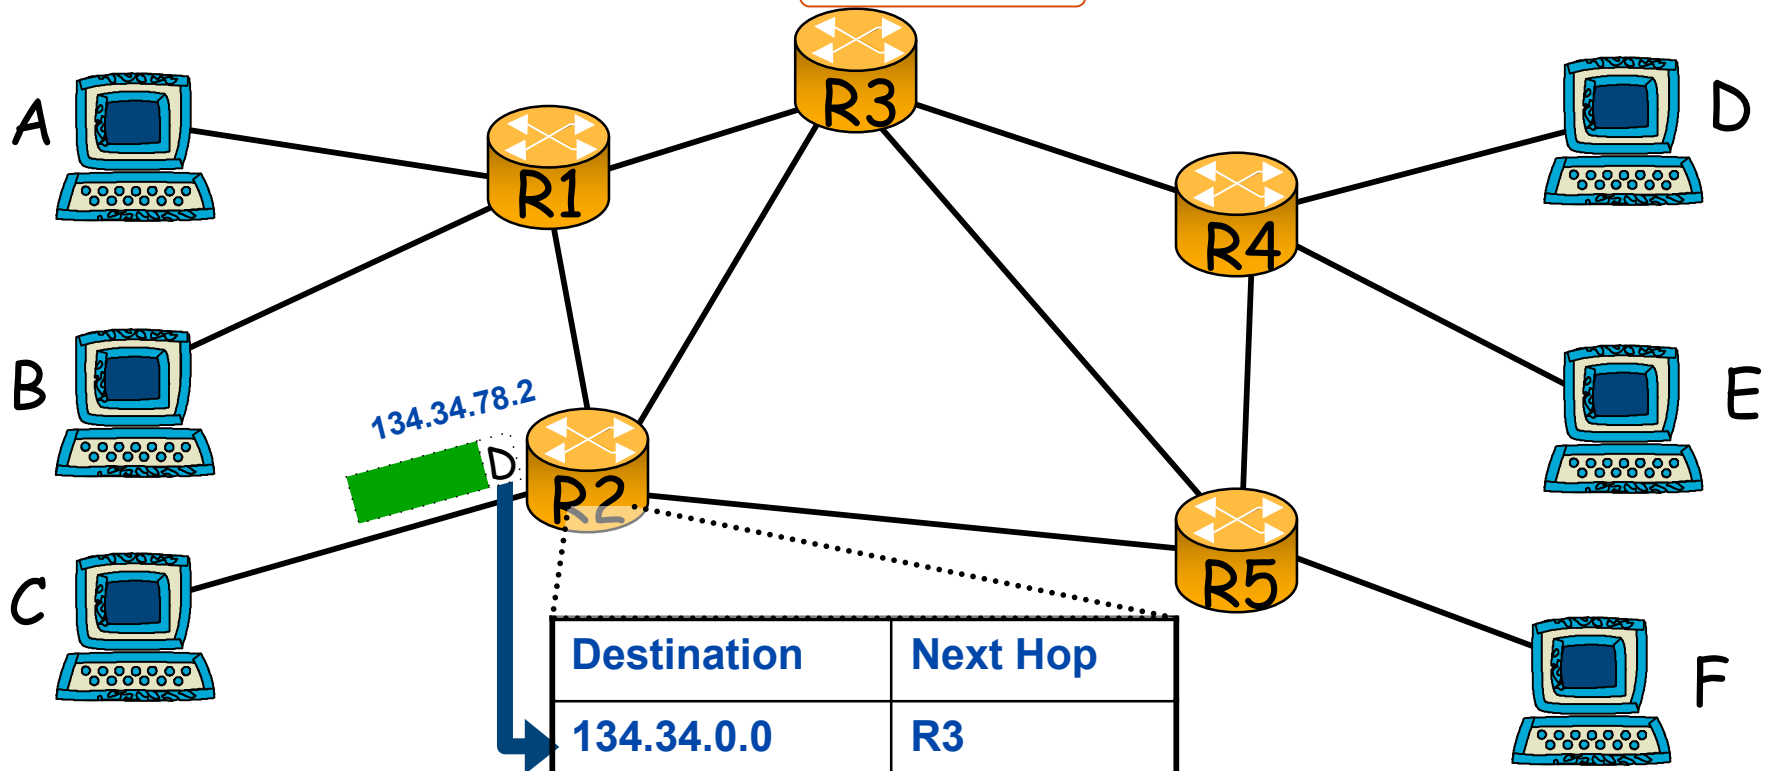 R3
A
D
R1
R4
B
E
134.34.78.2
D
R2
R5
C
F
Destination Next Hop
134.34.0.0 R3